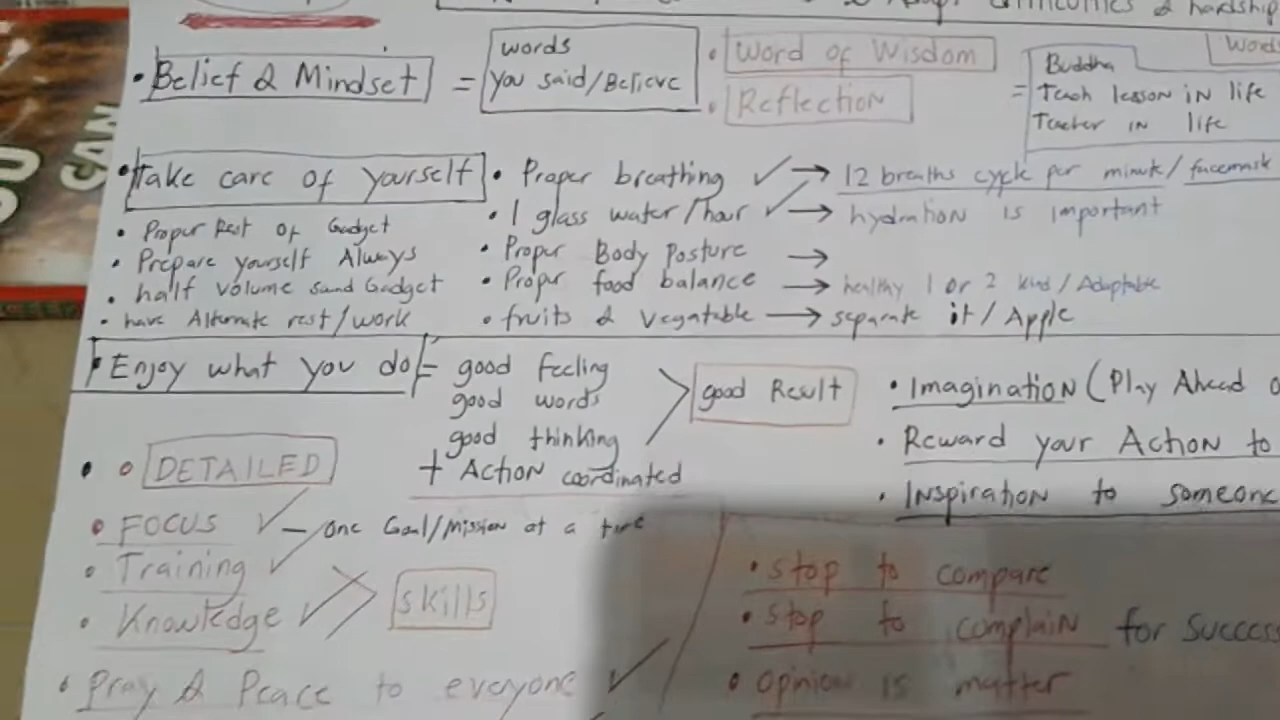 difficulties & hardship
• Belief & Mindset = words you said/Believe
• Word of Wisdom
• Reflection
Words
Buddha
= Teach lesson in life
Teacher in life
• Take care of yourself
• Proper Rest of Gadget
• Prepare yourself Always
• half volume sound Gadget
• have Alternate rest/work
• Proper breathing ✓ → 12 breaths cycle per minute/facemask
• 1 glass water/hour ✓ → hydration is important
• Proper Body Posture →
• Proper food balance → healthy 1 or 2 kind/Adaptable
• fruits & Vegatable → separate it/Apple
• Enjoy what you do = good feeling
good words
good thinking
+ Action coordinated
> good Result
• Imagination (Play Ahead
• Reward your Action to
• Inspiration to someone
• DETAILED
• FOCUS ✓ — one Goal/Mission at a time
• Training ✓
• Knowledge ✓
> skills
• Pray & Peace to everyone ✓
• stop to compare
• stop to complain for success
• opinion is matter
CAN